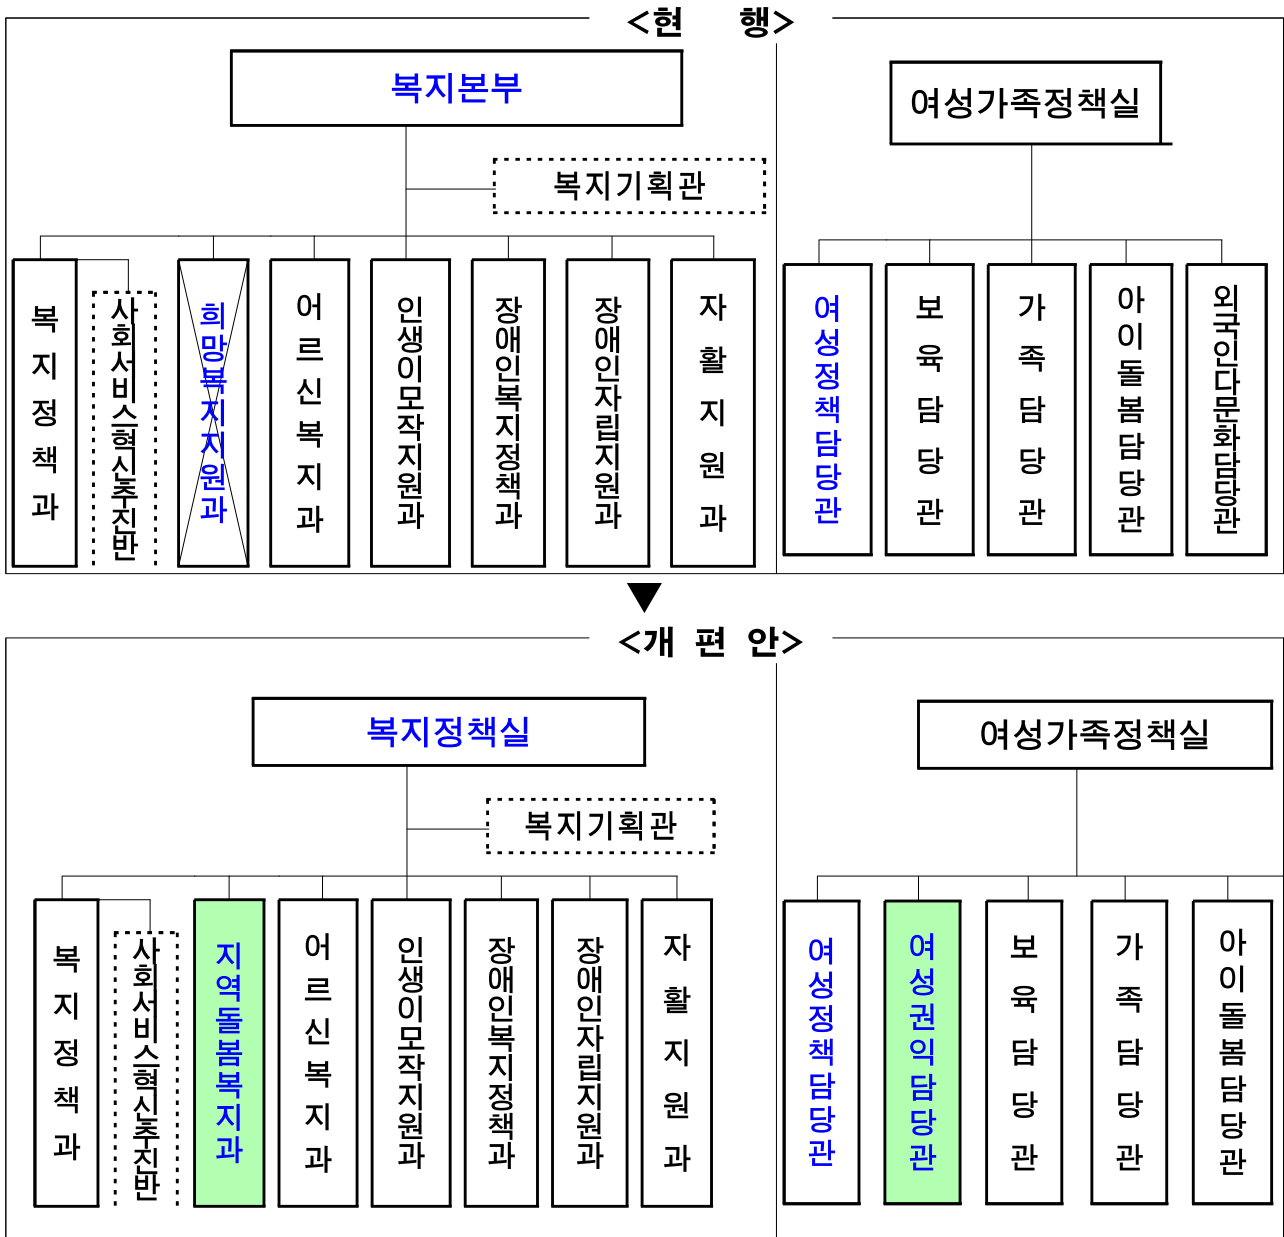 <현 행>
복지본부
여성가족정책실
복지기획관
복지정책과
사회서비스혁신추진반
희망복지지원과
어르신복지과
인생이모작지원과
장애인복지정책과
장애인자립지원과
자활지원과
여성정책담당관
보육담당관
가족담당관
아이돌봄담당관
외국인다문화담당관
<개 편 안>
복지정책실
여성가족정책실
복지기획관
복지정책과
사회서비스혁신추진반
지역돌봄복지과
어르신복지과
인생이모작지원과
장애인복지정책과
장애인자립지원과
자활지원과
여성정책담당관
여성권익담당관
보육담당관
가족담당관
아이돌봄담당관